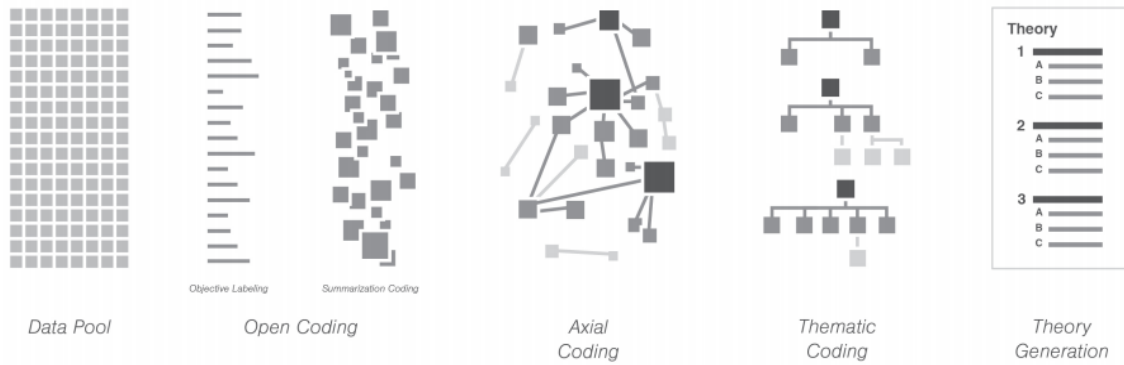 Theory
1
A
B
C
2
A
B
C
3
A
B
C
Objective Labeling
Summarization Coding
Data Pool
Open Coding
Axial
Coding
Thematic
Coding
Theory
Generation